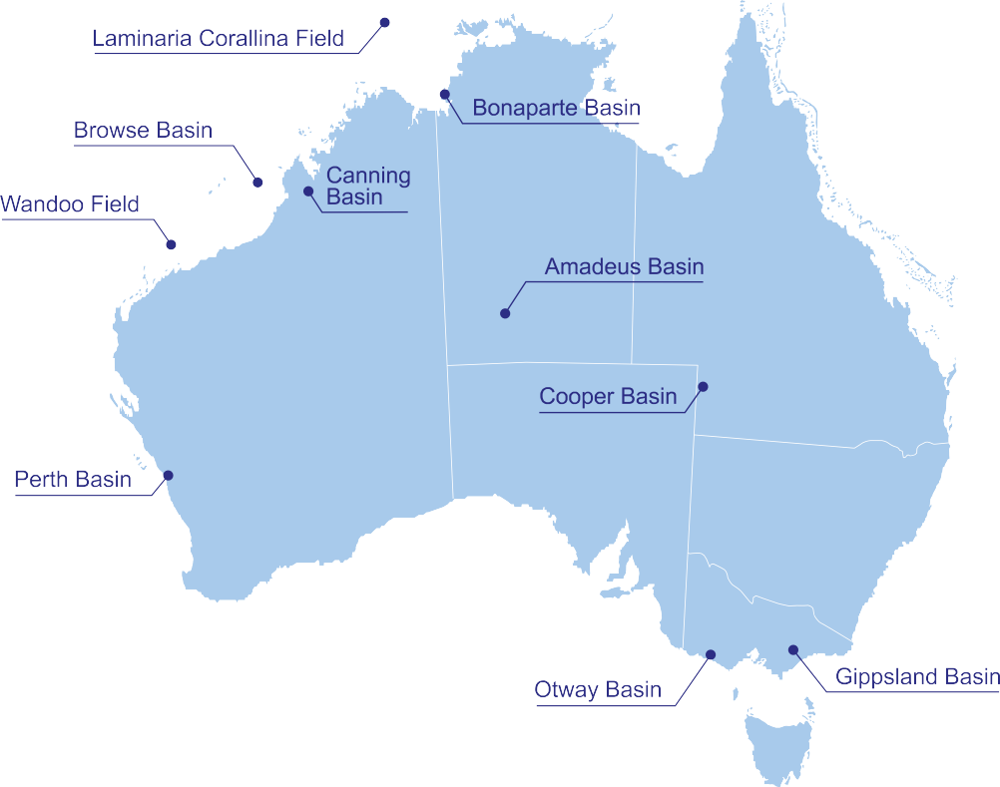 Laminaria Corallina Field
Bonaparte Basin
Browse Basin
Canning
Basin
Wandoo Field
Amadeus Basin
Cooper Basin
Perth Basin
Gippsland Basin
Otway Basin